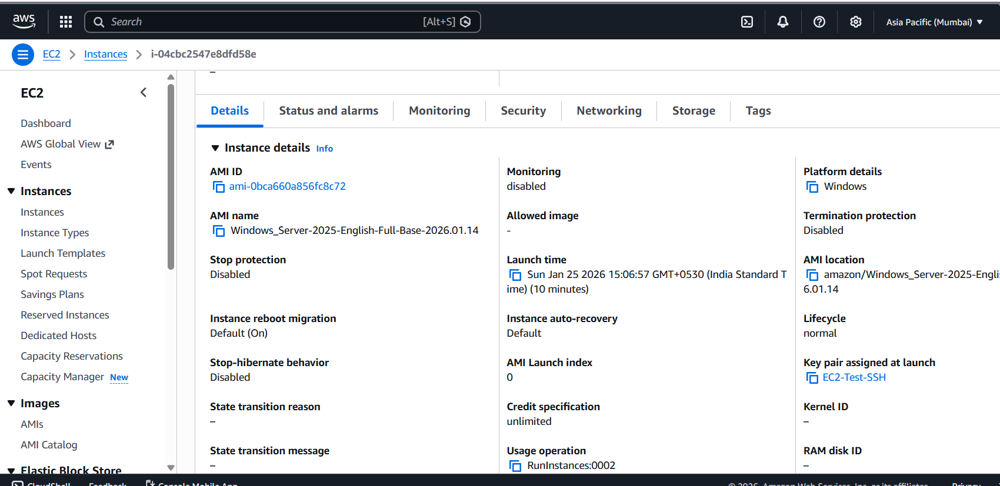 aws
Search [Alt+S]
Asia Pacific (Mumbai)
EC2 Instances i-04cbc2547e8dfd58e
EC2
Dashboard
AWS Global View
Events
Instances
Instances
Instance Types
Launch Templates
Spot Requests
Savings Plans
Reserved Instances
Dedicated Hosts
Capacity Reservations
Capacity Manager New
Images
AMIs
AMI Catalog
Elastic Block Store
–
Details Status and alarms Monitoring Security Networking Storage Tags
Instance details Info
AMI ID
ami-0bca660a856fc8c72
AMI name
Windows_Server-2025-English-Full-Base-2026.01.14
Stop protection
Disabled
Instance reboot migration
Default (On)
Stop-hibernate behavior
Disabled
State transition reason
–
State transition message
–
Monitoring
disabled
Allowed image
-
Launch time
Sun Jan 25 2026 15:06:57 GMT+0530 (India Standard T
ime) (10 minutes)
Instance auto-recovery
Default
AMI Launch index
0
Credit specification
unlimited
Usage operation
RunInstances:0002
Platform details
Windows
Termination protection
Disabled
AMI location
amazon/Windows_Server-2025-Englis
6.01.14
Lifecycle
normal
Key pair assigned at launch
EC2-Test-SSH
Kernel ID
–
RAM disk ID
–
CloudShell Feedback Console Mobile App
© 2026, Amazon Web Services, Inc. or its affiliates. Privacy